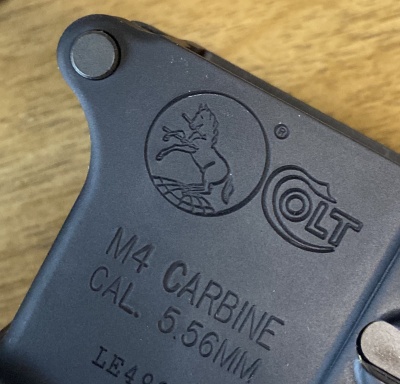 ®
COLT
M4 CARBINE
CAL. 5.56MM